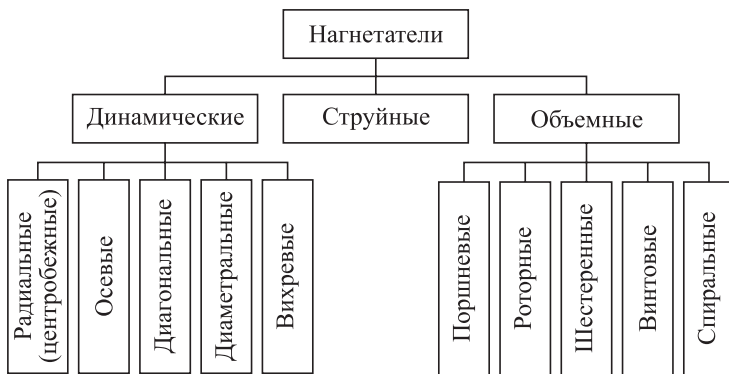 Нагнетатели
Динамические
Струйные
Объемные
Радиальные
(центробежные)
Осевые
Диагональные
Диаметральные
Вихревые
Поршневые
Роторные
Шестеренные
Винтовые
Спиральные